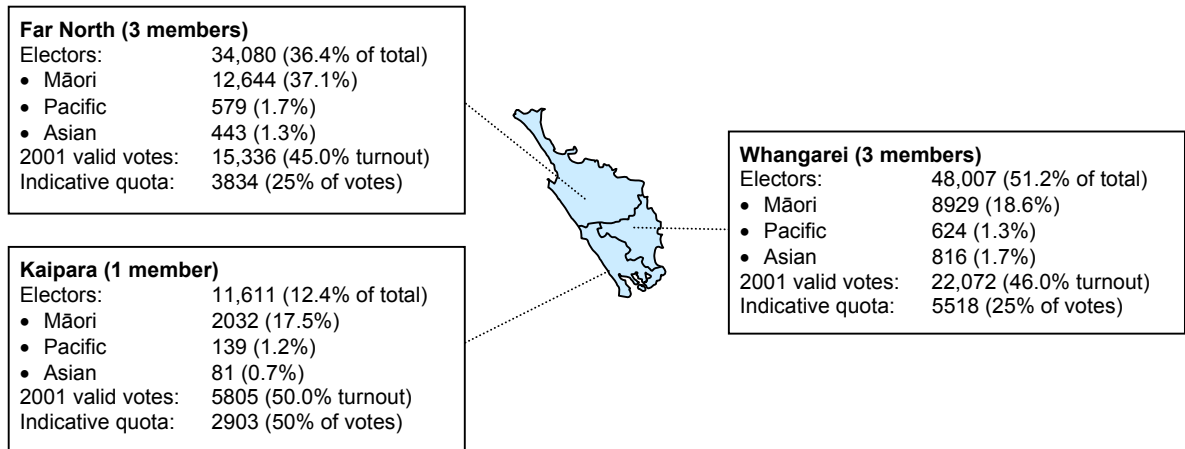 Far North (3 members)
Electors: 34,080 (36.4% of total)
• Māori 12,644 (37.1%)
• Pacific 579 (1.7%)
• Asian 443 (1.3%)
2001 valid votes: 15,336 (45.0% turnout)
Indicative quota: 3834 (25% of votes)
Kaipara (1 member)
Electors: 11,611 (12.4% of total)
• Māori 2032 (17.5%)
• Pacific 139 (1.2%)
• Asian 81 (0.7%)
2001 valid votes: 5805 (50.0% turnout)
Indicative quota: 2903 (50% of votes)
Whangarei (3 members)
Electors: 48,007 (51.2% of total)
• Māori 8929 (18.6%)
• Pacific 624 (1.3%)
• Asian 816 (1.7%)
2001 valid votes: 22,072 (46.0% turnout)
Indicative quota: 5518 (25% of votes)